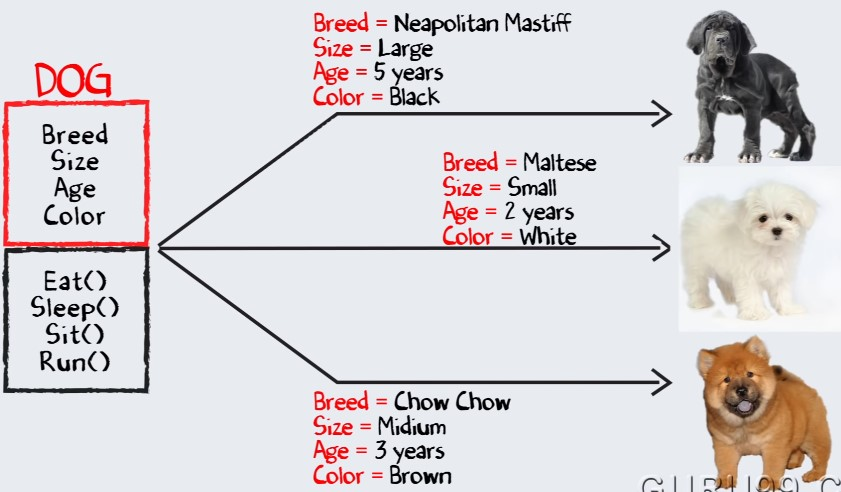 DOG
Breed
Size
Age
Color
Eat()
Sleep()
Sit()
Run()
Breed = Neapolitan Mastiff
Size = Large
Age = 5 years
Color = Black
Breed = Maltese
Size = Small
Age = 2 years
Color = White
Breed = Chow Chow
Size = Midium
Age = 3 years
Color = Brown